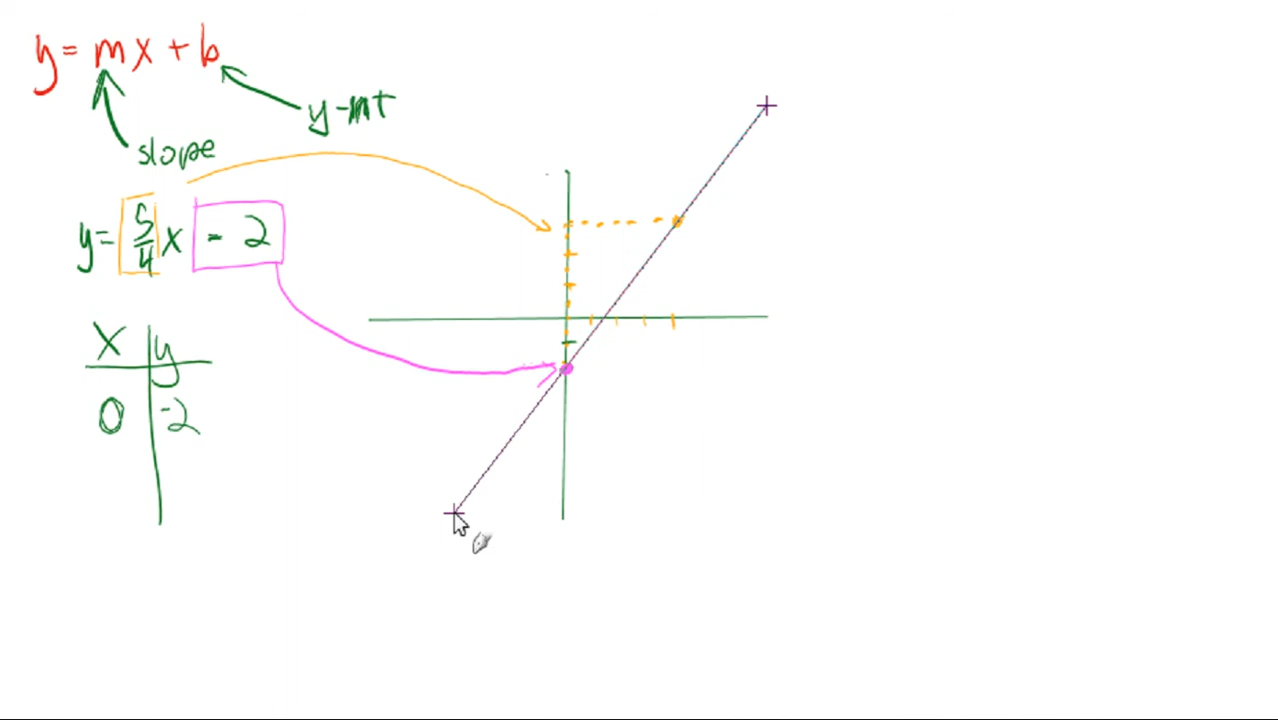 y = mx + b
y-int
slope
y = 5/4 x - 2
x y
0 -2